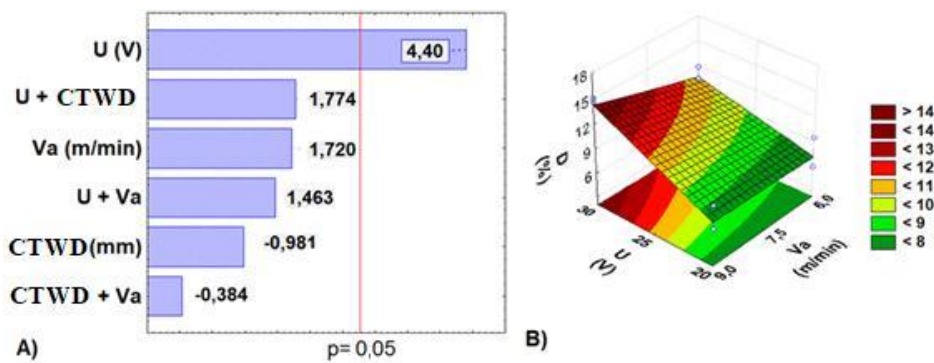 U (V)
4,40
U + CTWD
1,774
Va (m/min)
1,720
U + Va
1,463
CTWD(mm)
-0,981
CTWD + Va
-0,384
A)
p= 0,05
18
15
12
9
6
D
(%)
30
25
20
U
(V)
9,0
7,5
6,0
Va
(m/min)
> 14
< 14
< 13
< 12
< 11
< 10
< 9
< 8
B)